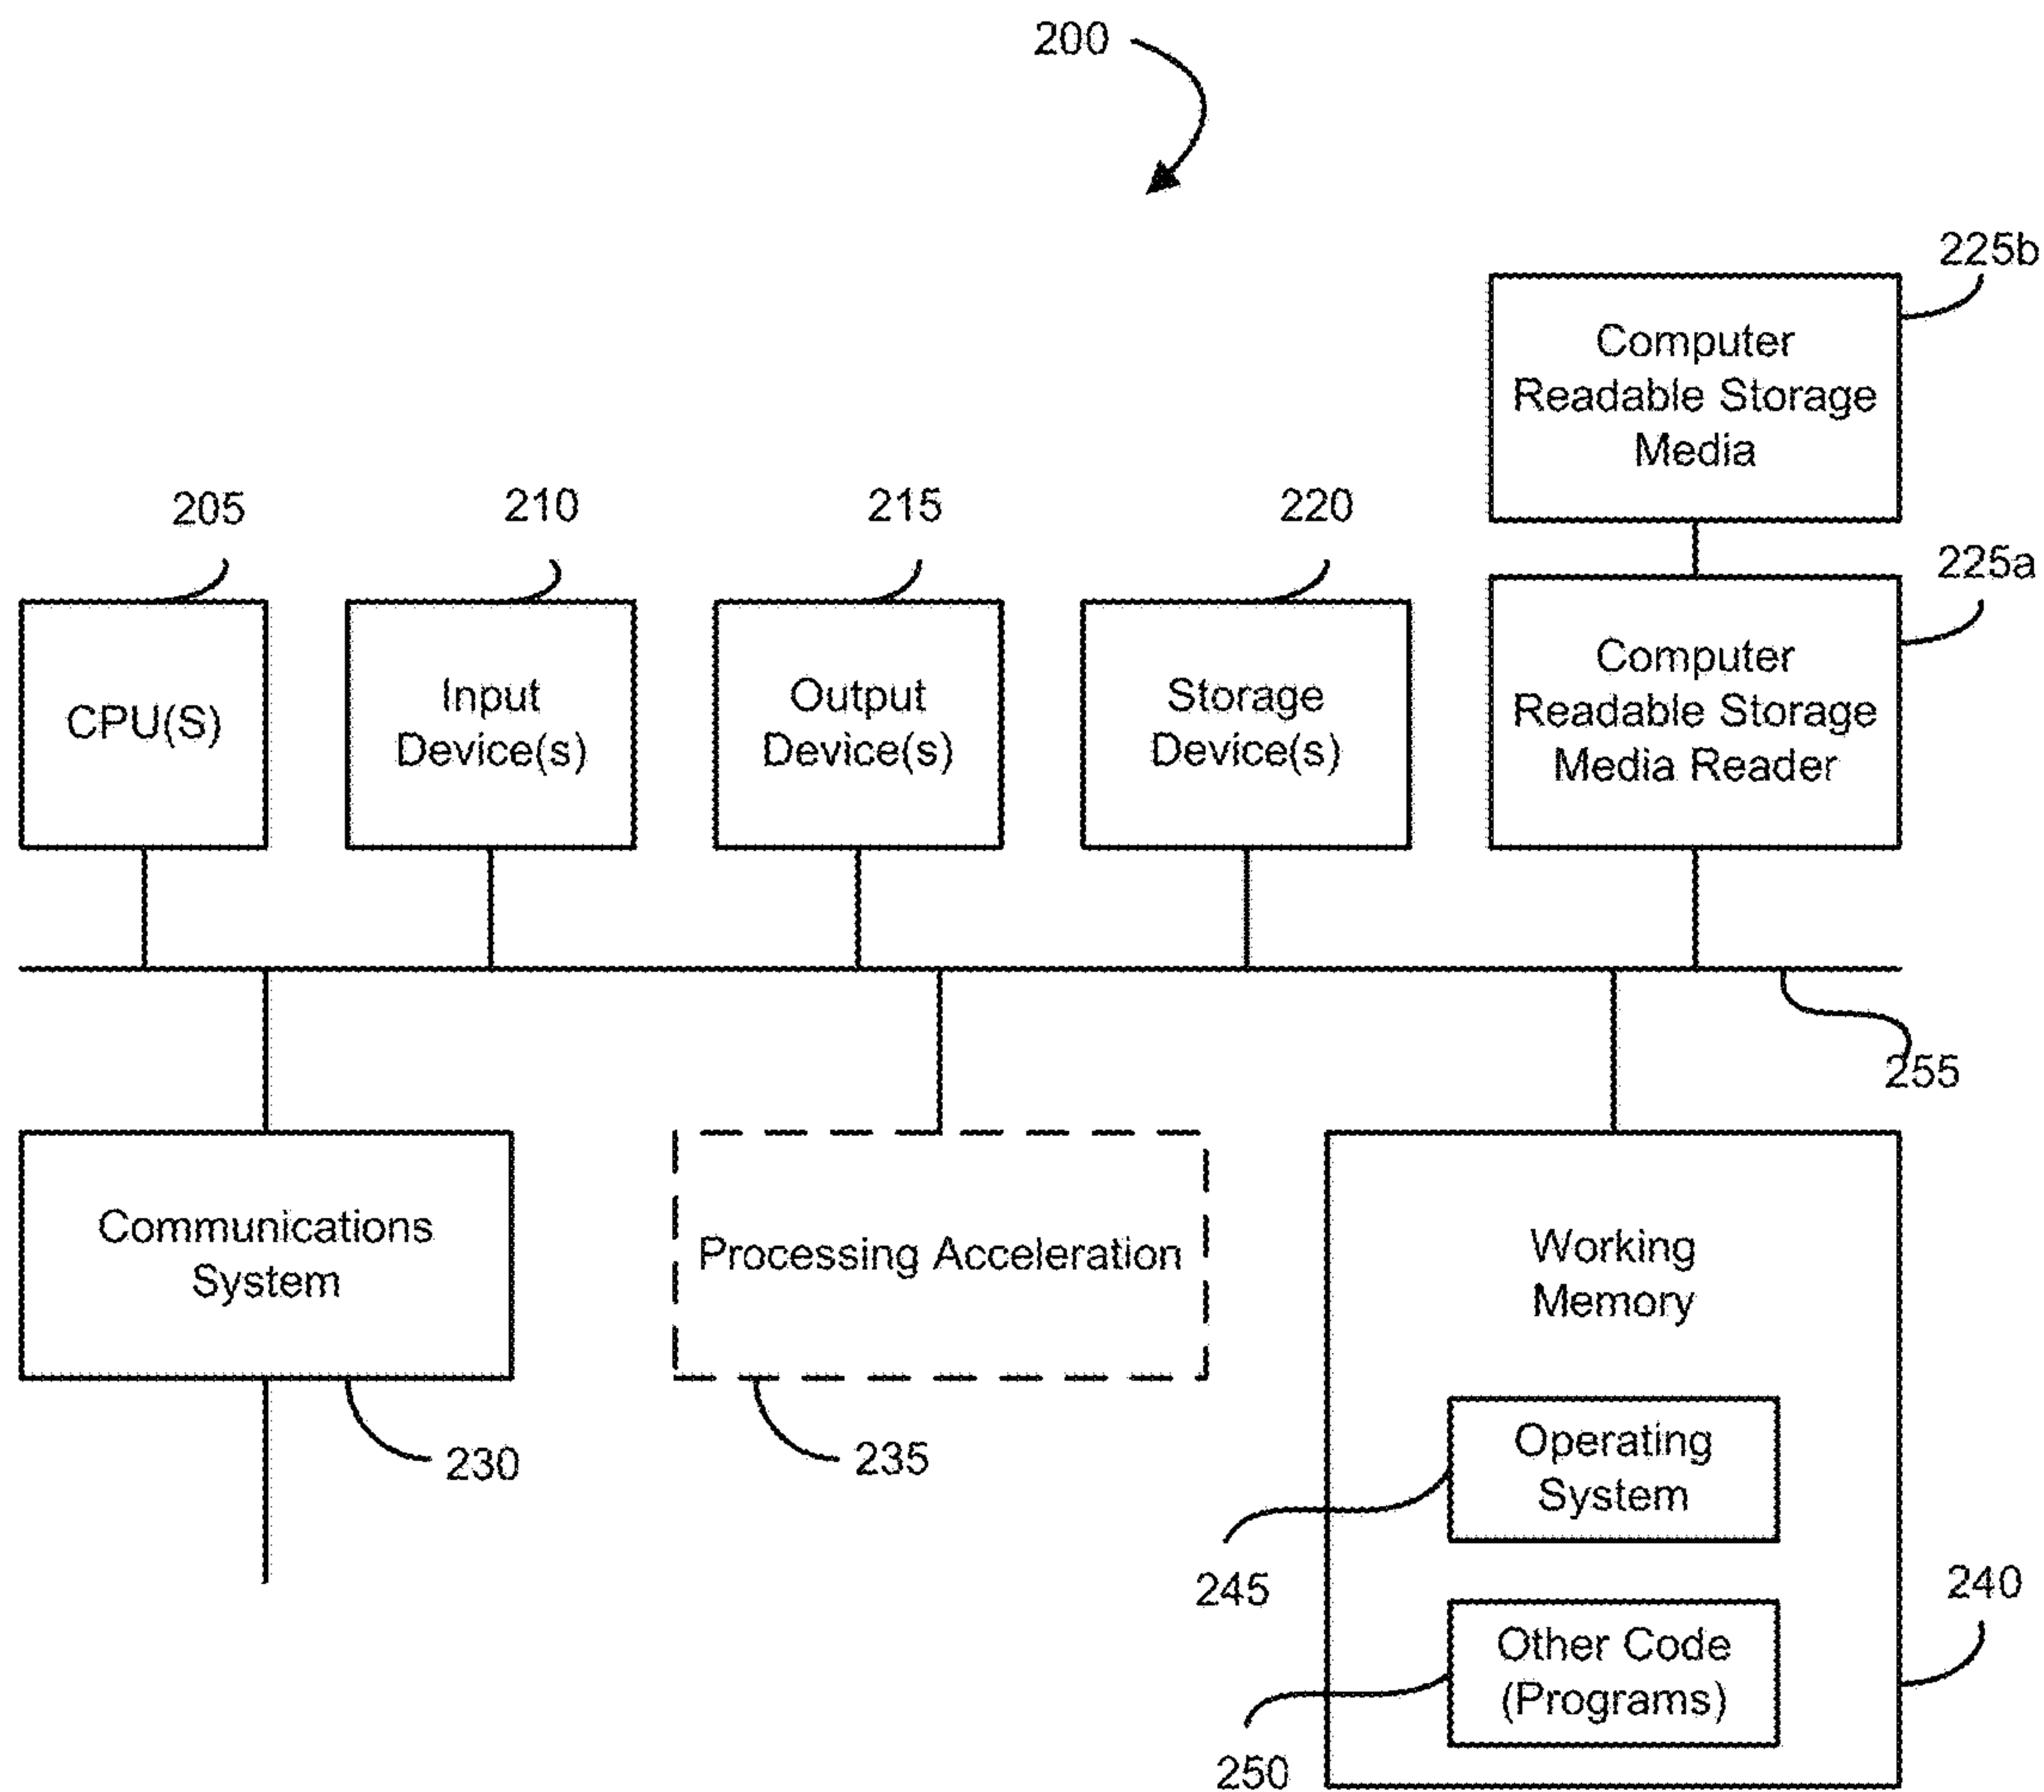 200
225b
Computer
Readable Storage
Media
205
210
215
220
225a
CPU(S)
Input
Device(s)
Output
Device(s)
Storage
Device(s)
Computer
Readable Storage
Media Reader
255
Communications
System
Processing Acceleration
Working
Memory
230
235
Operating
System
245
240
Other Code
(Programs)
250